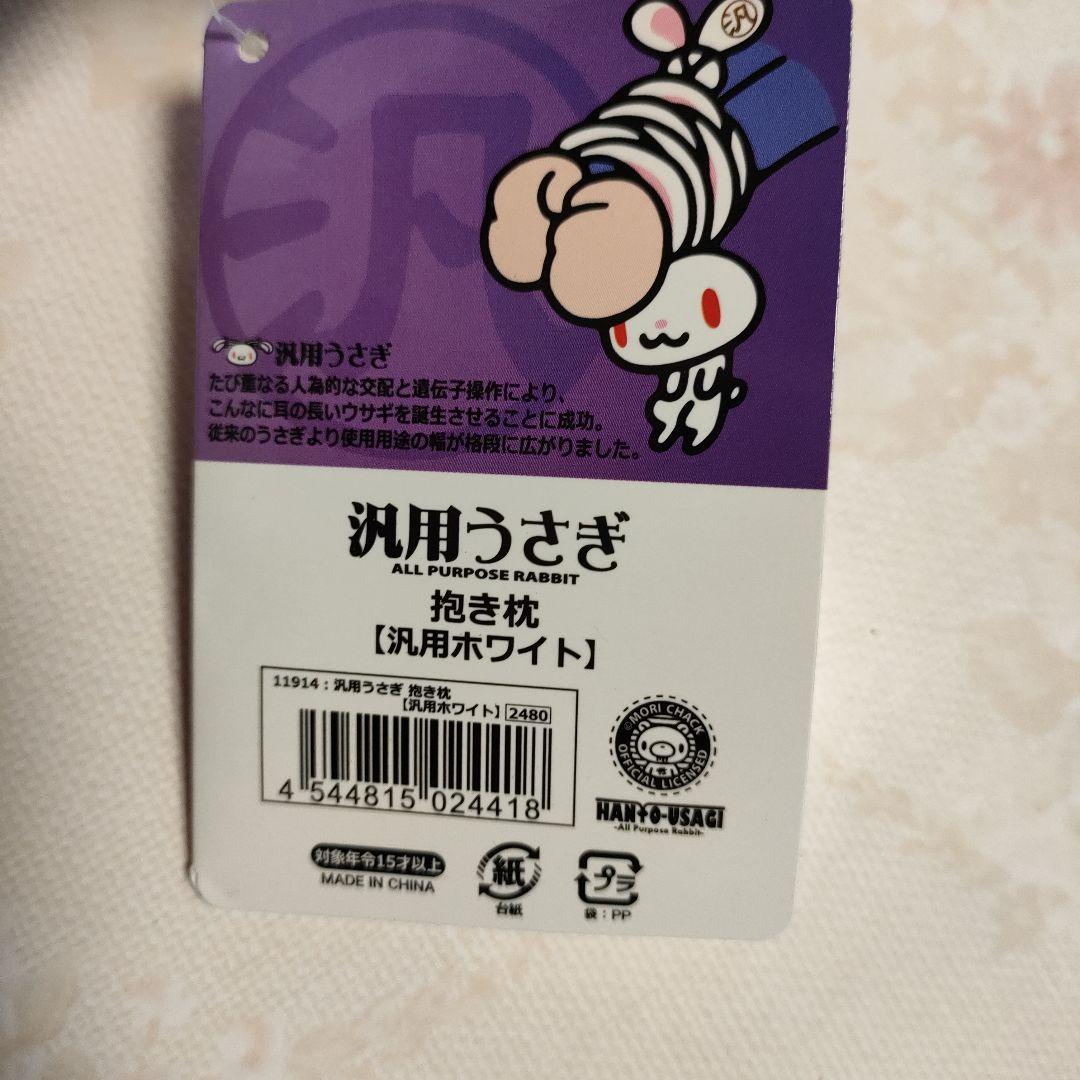 汎
汎
汎用うさぎ
たび重なる人為的な交配と遺伝子操作により、
こんなに耳の長いウサギを誕生させることに成功。
従来のうさぎより使用用途の幅が格段に広がりました。
汎用うさぎ
ALL PURPOSE RABBIT
抱き枕
【汎用ホワイト】
11914：汎用うさぎ 抱き枕
【汎用ホワイト】 2480
4 544815 024418
©MORI CHACK
OFFICIAL LICENSED
HANYO-USAGI
-All Purpose Rabbit-
対象年令15才以上
MADE IN CHINA
紙
台紙
プラ
袋：PP